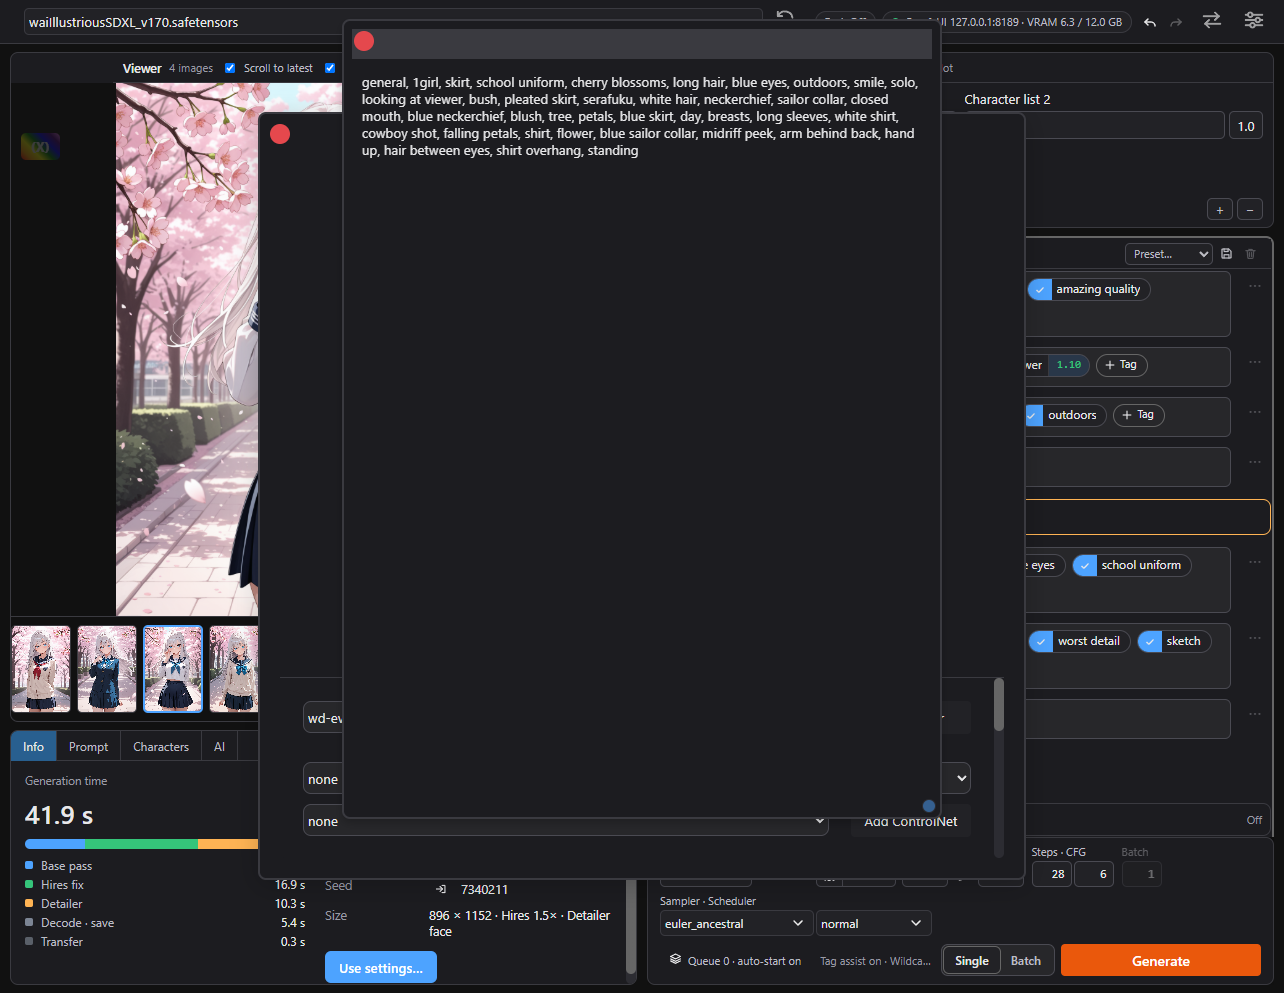 waiIllustriousSDXL_v170.safetensors
UI 127.0.0.1:8189 · VRAM 6.3 / 12.0 GB
Viewer 4 images Scroll to latest
Character list 2
1.0
general, 1girl, skirt, school uniform, cherry blossoms, long hair, blue eyes, outdoors, smile, solo,
looking at viewer, bush, pleated skirt, serafuku, white hair, neckerchief, sailor collar, closed
mouth, blue neckerchief, blush, tree, petals, blue skirt, day, breasts, long sleeves, white shirt,
cowboy shot, falling petals, shirt, flower, blue sailor collar, midriff peek, arm behind back, hand
up, hair between eyes, shirt overhang, standing
+ −
Preset...
amazing quality
wer 1.10 + Tag
outdoors + Tag
eyes school uniform
worst detail sketch
wd-ev
none
none
Add ControlNet
Off
Info Prompt Characters AI
Generation time
41.9 s
Base pass
Hires fix 16.9 s
Detailer 10.3 s
Decode · save 5.4 s
Transfer 0.3 s
Seed 7340211
Size 896 × 1152 · Hires 1.5× · Detailer
face
Use settings...
Steps · CFG Batch
28 6 1
Sampler · Scheduler
euler_ancestral normal
Queue 0 · auto-start on Tag assist on · Wildca... Single Batch Generate